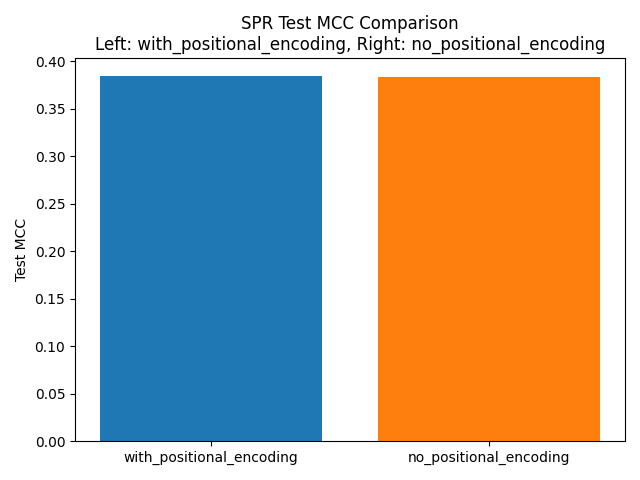 SPR Test MCC Comparison
Left: with_positional_encoding, Right: no_positional_encoding
0.40
0.35
0.30
0.25
0.20
0.15
0.10
0.05
0.00
Test MCC
with_positional_encoding
no_positional_encoding